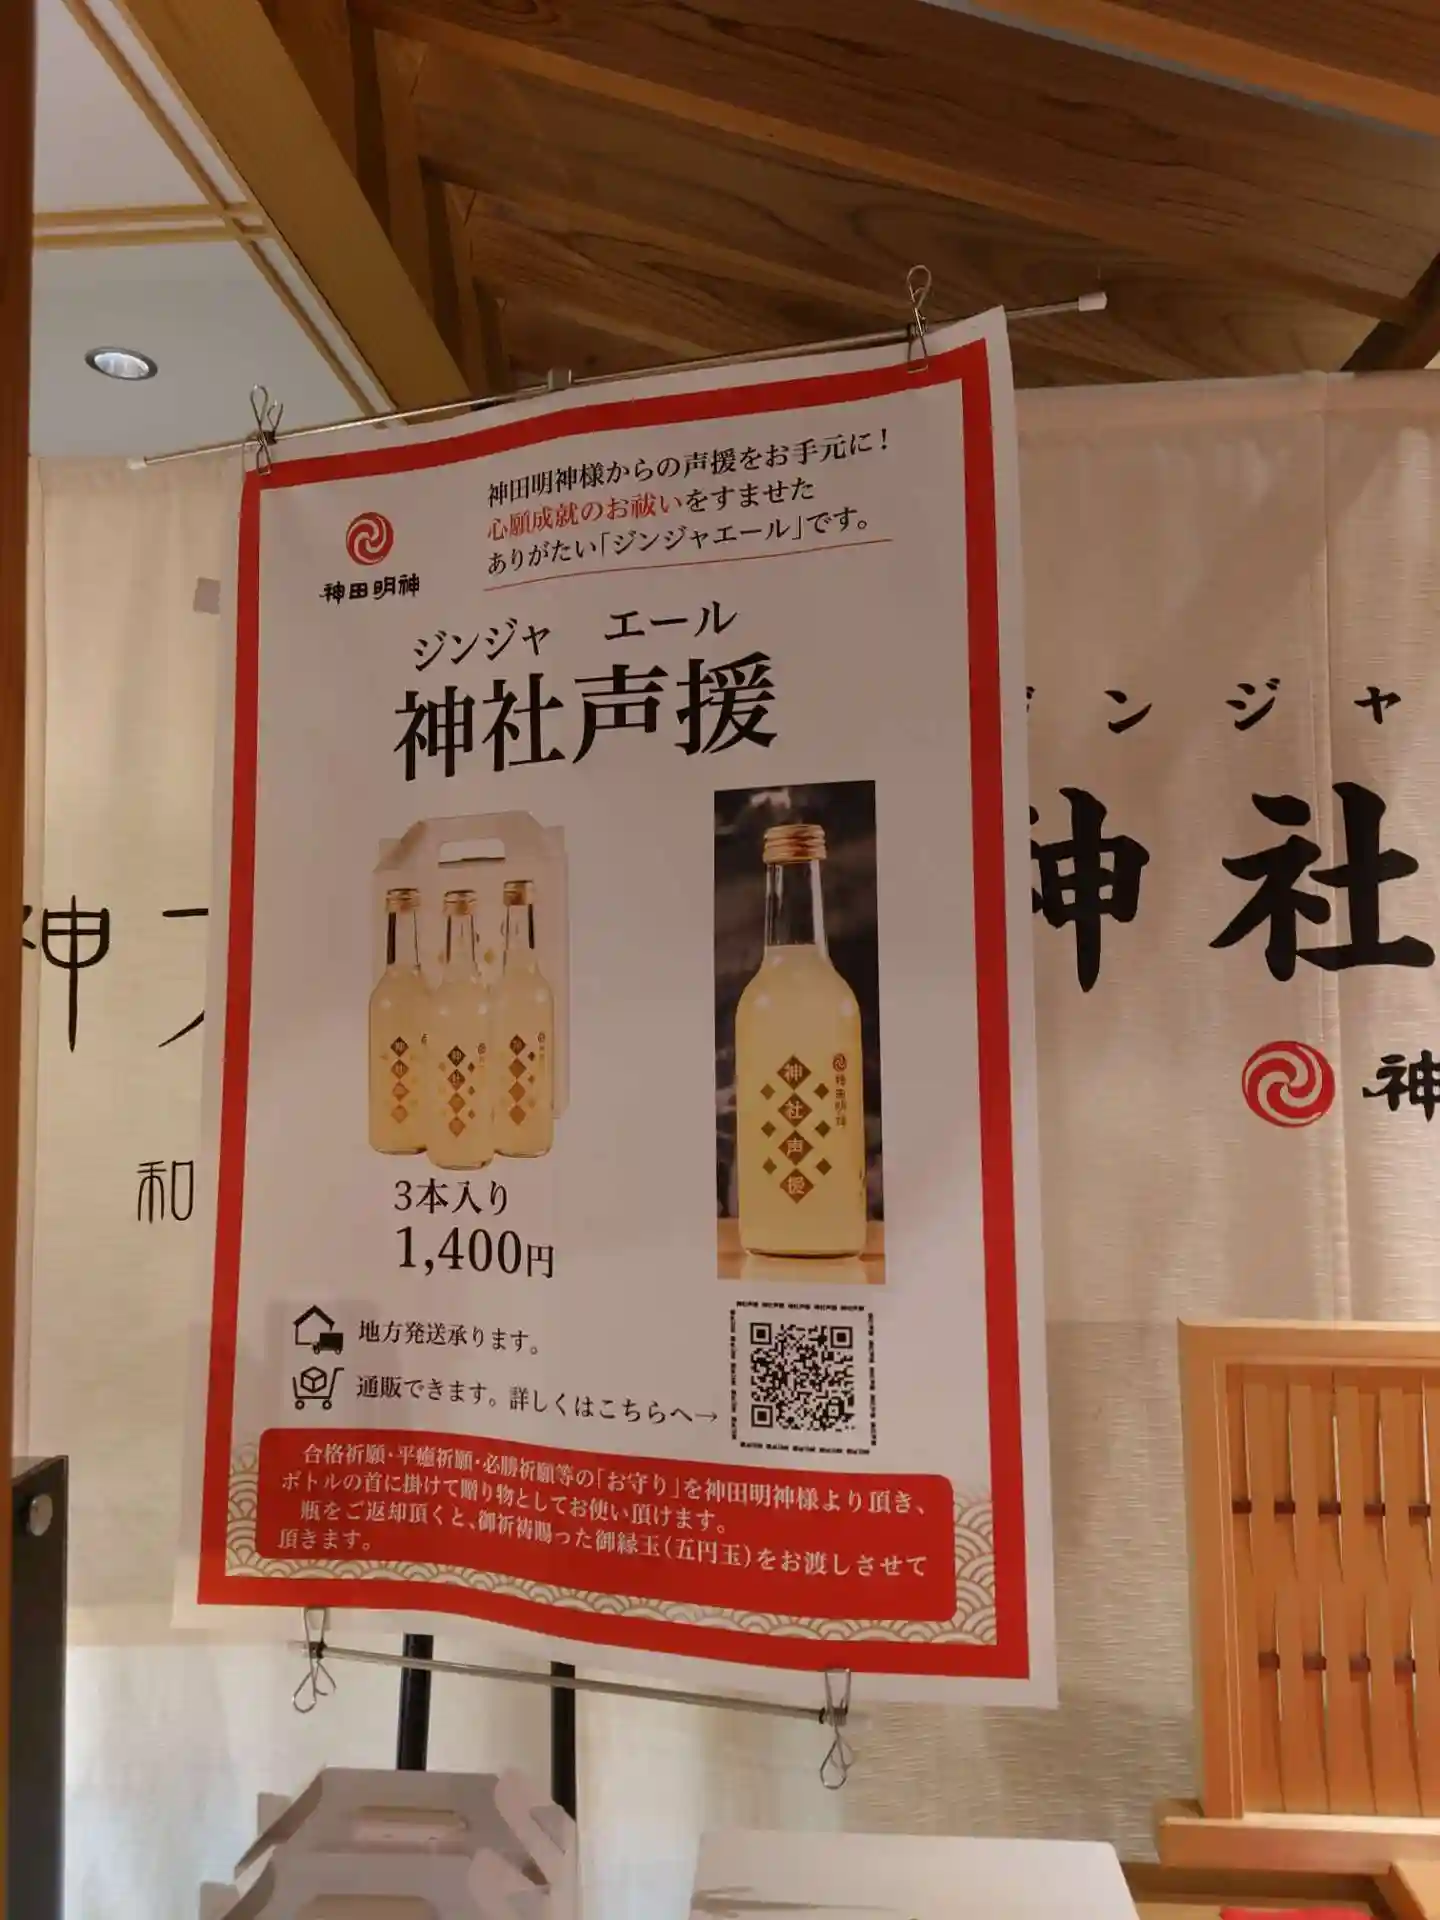 神田明神様からの声援をお手元に！
心願成就のお祓いをすませた
ありがたい「ジンジャエール」です。
神田明神
ジンジャ エール
神社声援
神社声援
神田明神
3本入り
1,400円
地方発送承ります。
通販できます。詳しくはこちらへ→
合格祈願・平癒祈願・必勝祈願等の「お守り」を神田明神様より頂き、
ボトルの首に掛けて贈り物としてお使い頂けます。
瓶をご返却頂くと、御祈祷賜った御縁玉（五円玉）をお渡しさせて
頂きます。
ンジャ
神社
神
神
和